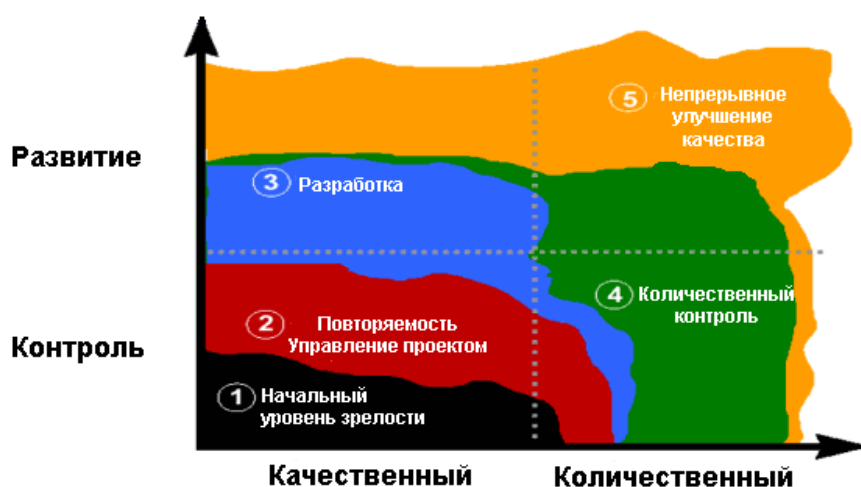 5 Непрерывное
улучшение
качества
Развитие
3 Разработка
4 Количественный
контроль
2 Повторяемость
Управление проектом
Контроль
1 Начальный
уровень зрелости
Качественный
Количественный